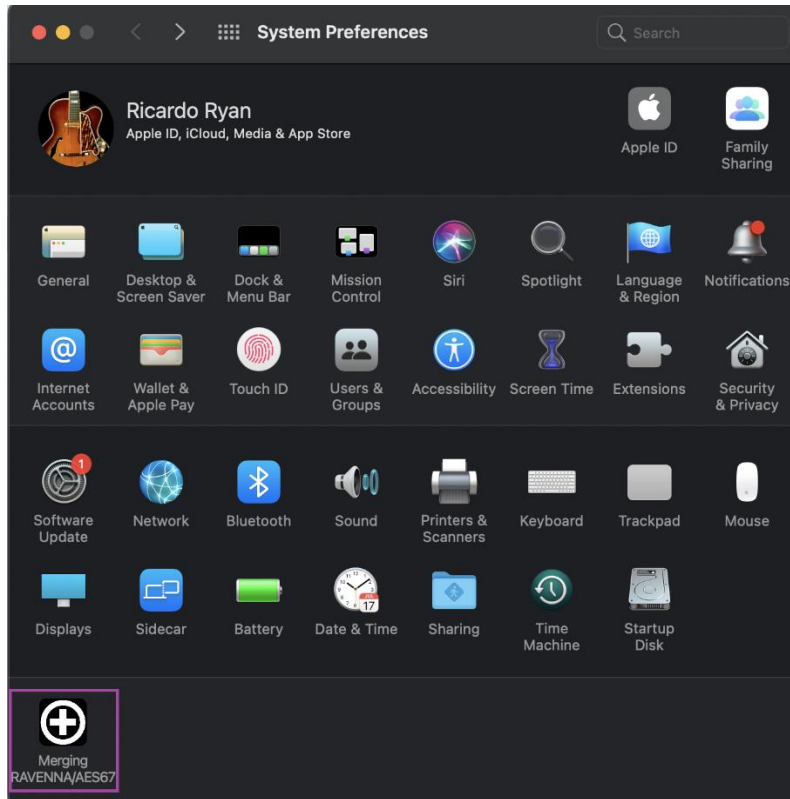 System Preferences
Search
Ricardo Ryan
Apple ID, iCloud, Media & App Store
Apple ID
Family
Sharing
General
Desktop &
Screen Saver
Dock &
Menu Bar
Mission
Control
Siri
Spotlight
Language
& Region
Notifications
Internet
Accounts
Wallet &
Apple Pay
Touch ID
Users &
Groups
Accessibility
Screen Time
Extensions
Security
& Privacy
1
Software
Update
Network
Bluetooth
Sound
Printers &
Scanners
Keyboard
Trackpad
Mouse
Displays
Sidecar
Battery
JUL
17
Date & Time
Sharing
Time
Machine
Startup
Disk
Merging
RAVENNA/AES67